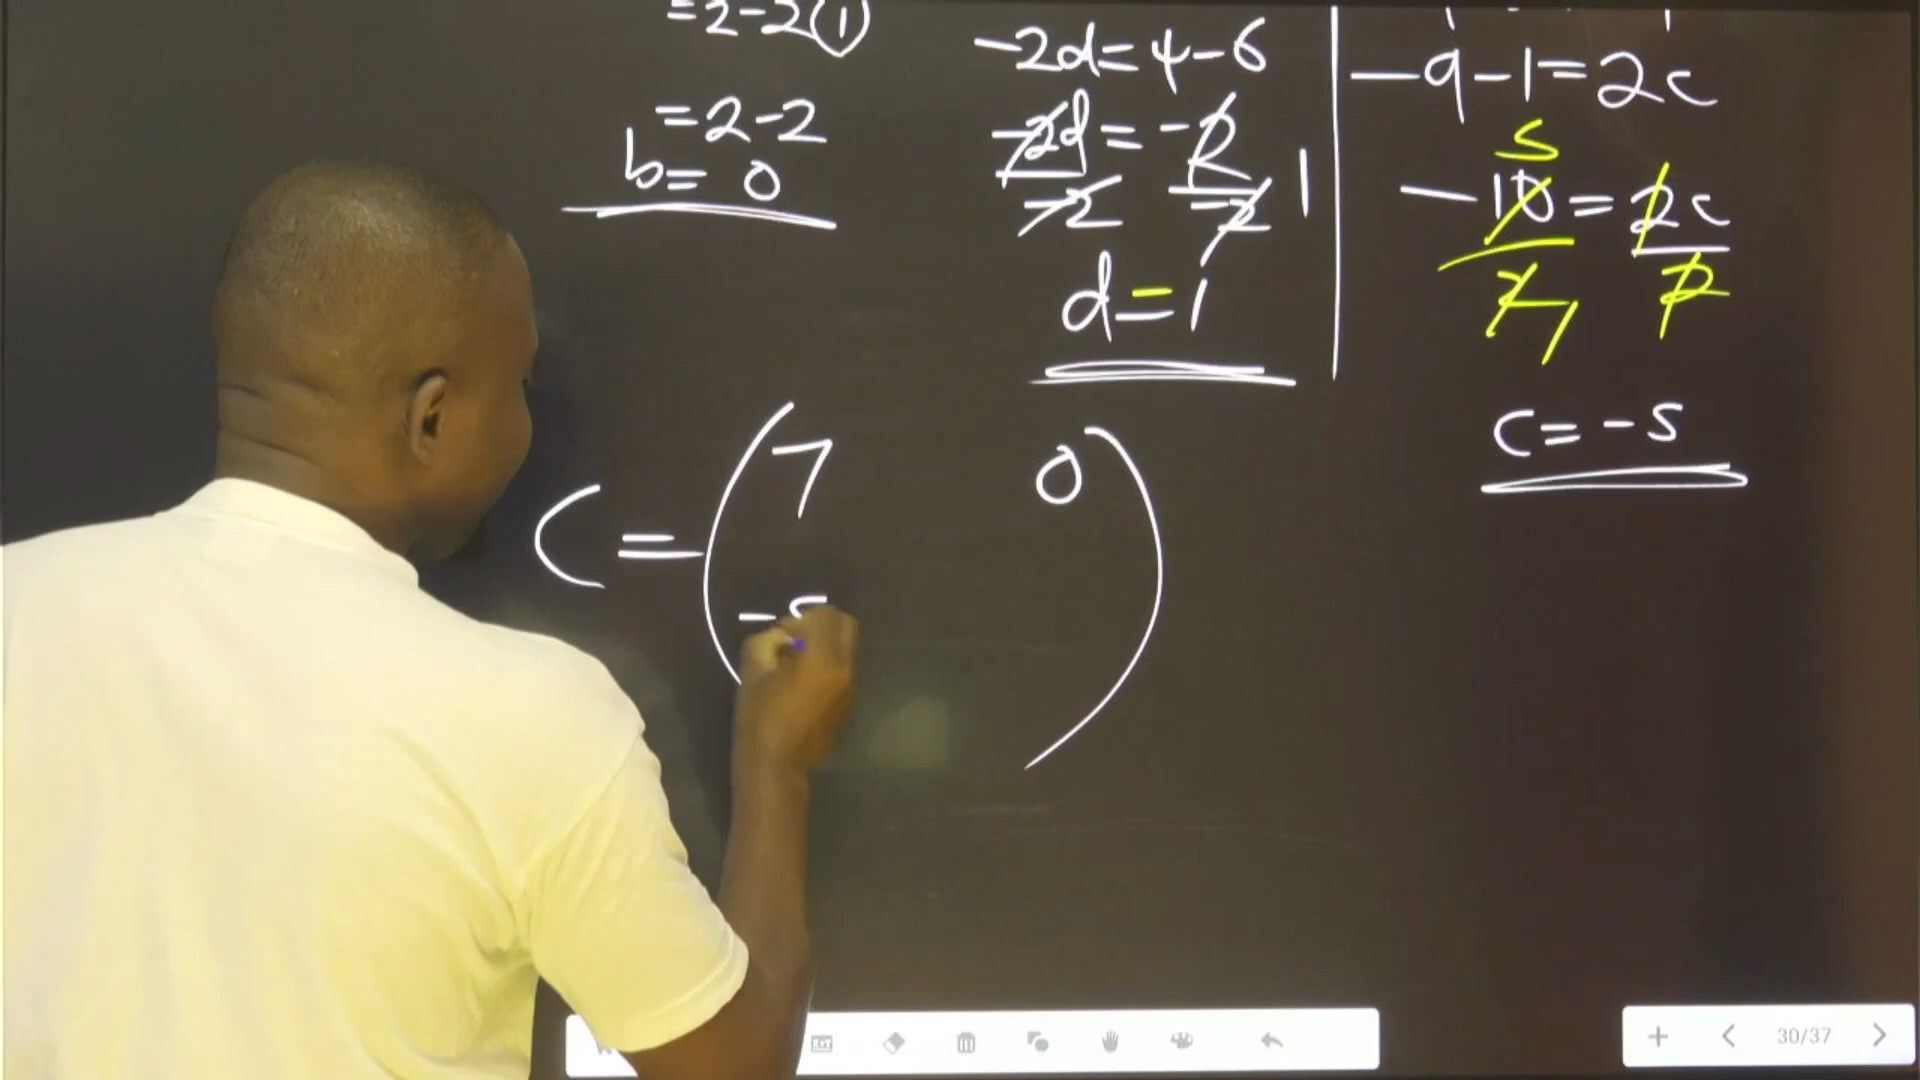 =2-2(1)
=2-2
b=0
-2d=4-6
-2d = -2
-2 -2 1
d=1
-9-1=2c
5
-10=2c
2 1 2
c=-5
C = (7 0
-5 )
30/37